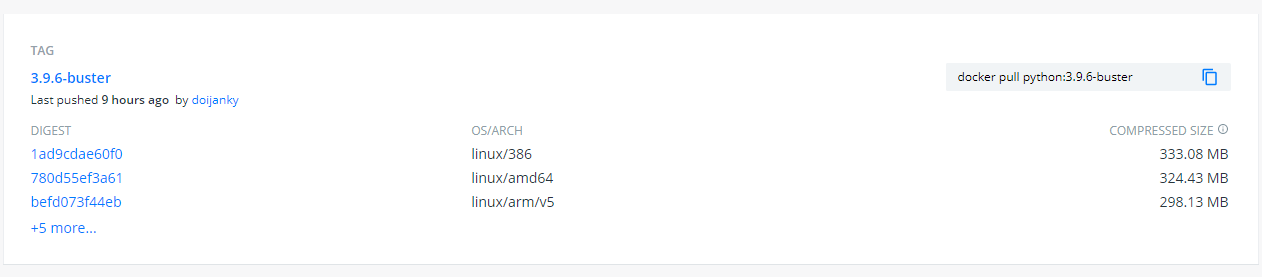 TAG
3.9.6-buster
docker pull python:3.9.6-buster
Last pushed 9 hours ago by doijanky
DIGEST OS/ARCH COMPRESSED SIZE
1ad9cdae60f0 linux/386 333.08 MB
780d55ef3a61 linux/amd64 324.43 MB
befd073f44eb linux/arm/v5 298.13 MB
+5 more...